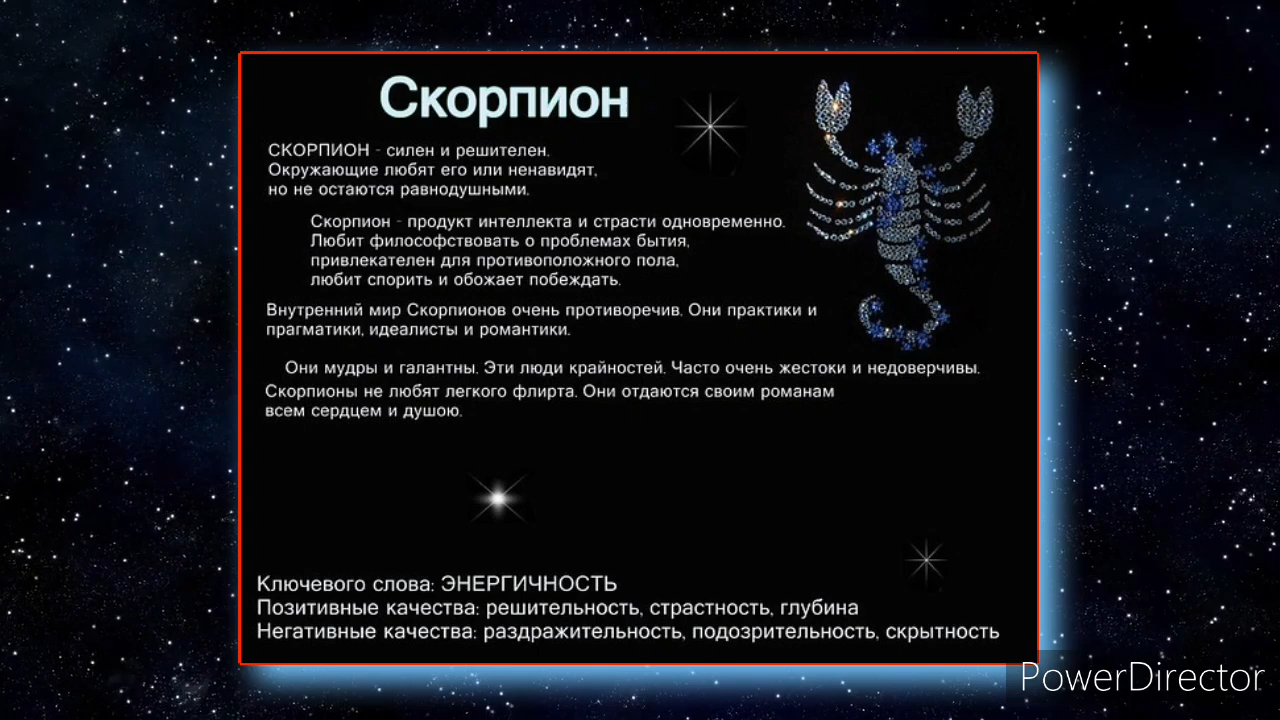 Скорпион
СКОРПИОН - силен и решителен.
Окружающие любят его или ненавидят,
но не остаются равнодушными.
Скорпион - продукт интеллекта и страсти одновременно.
Любит философствовать о проблемах бытия,
привлекателен для противоположного пола,
любит спорить и обожает побеждать.
Внутренний мир Скорпионов очень противоречив. Они практики и
прагматики, идеалисты и романтики.
Они мудры и галантны. Эти люди крайностей. Часто очень жестоки и недоверчивы.
Скорпионы не любят легкого флирта. Они отдаются своим романам
всем сердцем и душою.
Ключевого слова: ЭНЕРГИЧНОСТЬ
Позитивные качества: решительность, страстность, глубина
Негативные качества: раздражительность, подозрительность, скрытность
PowerDirector